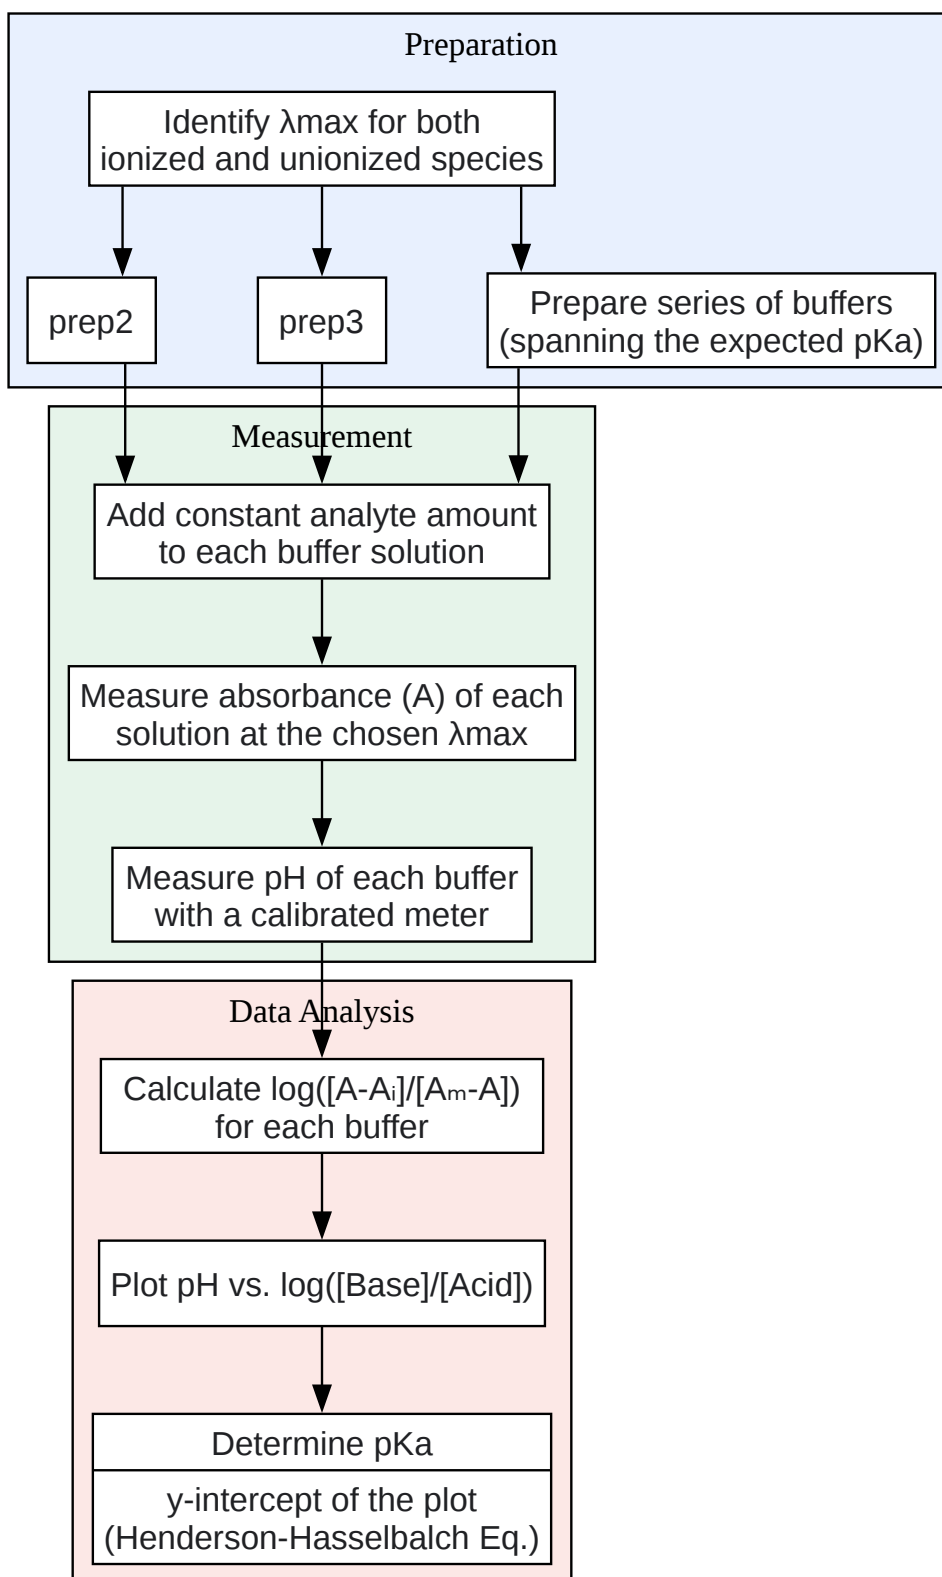 Preparation
Identify λmax for both
ionized and unionized species
prep2
prep3
Prepare series of buffers
(spanning the expected pKa)
Measurement
Add constant analyte amount
to each buffer solution
Measure absorbance (A) of each
solution at the chosen λmax
Measure pH of each buffer
with a calibrated meter
Data Analysis
Calculate log([A-Aᵢ]/[Aₘ-A])
for each buffer
Plot pH vs. log([Base]/[Acid])
Determine pKa
y-intercept of the plot
(Henderson-Hasselbalch Eq.)